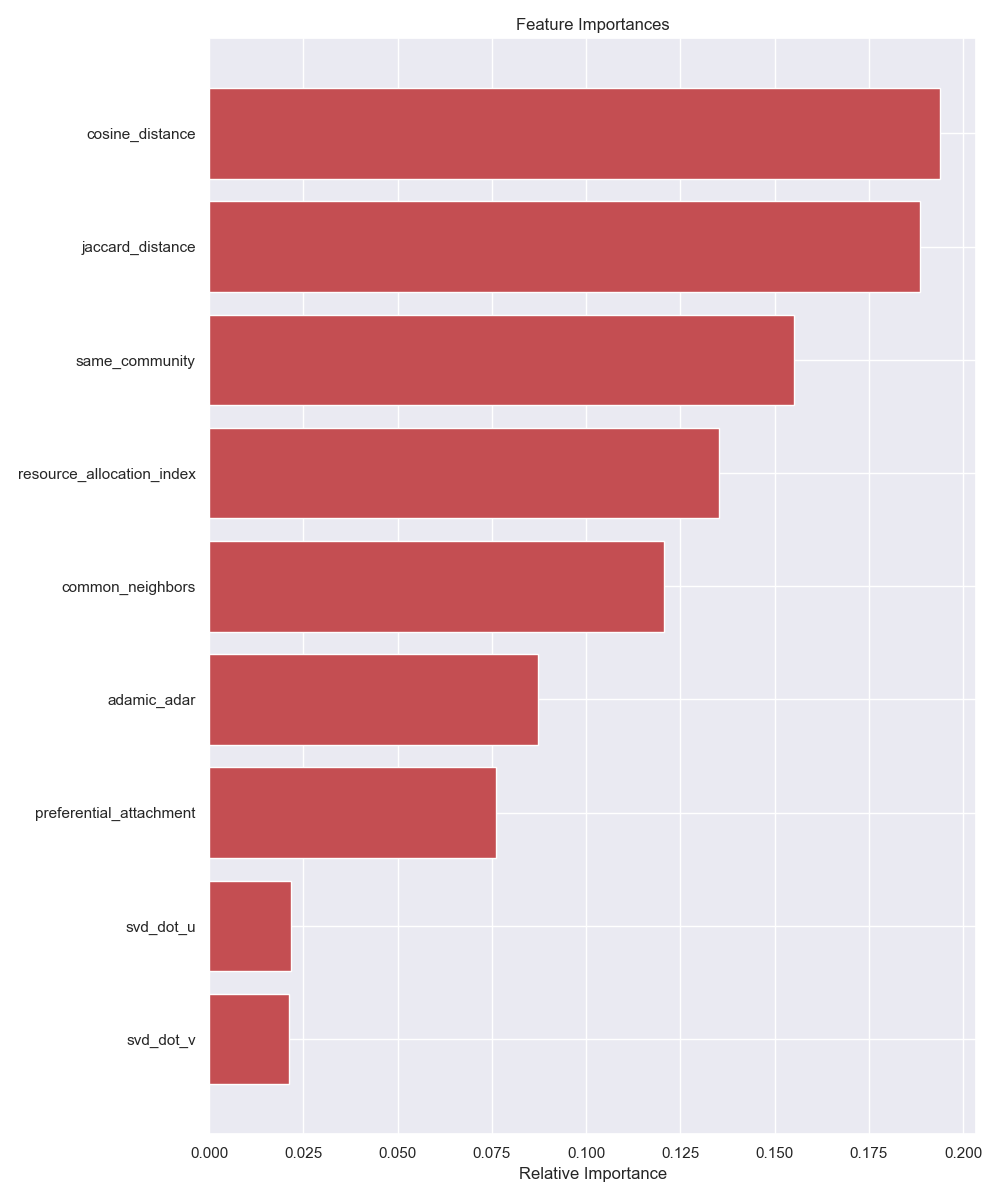 Feature Importances
cosine_distance
jaccard_distance
same_community
resource_allocation_index
common_neighbors
adamic_adar
preferential_attachment
svd_dot_u
svd_dot_v
0.000 0.025 0.050 0.075 0.100 0.125 0.150 0.175 0.200
Relative Importance